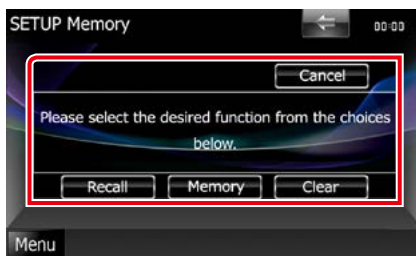 SETUP Memory 00:00
Cancel
Please select the desired function from the choices
below.
Recall Memory Clear
Menu